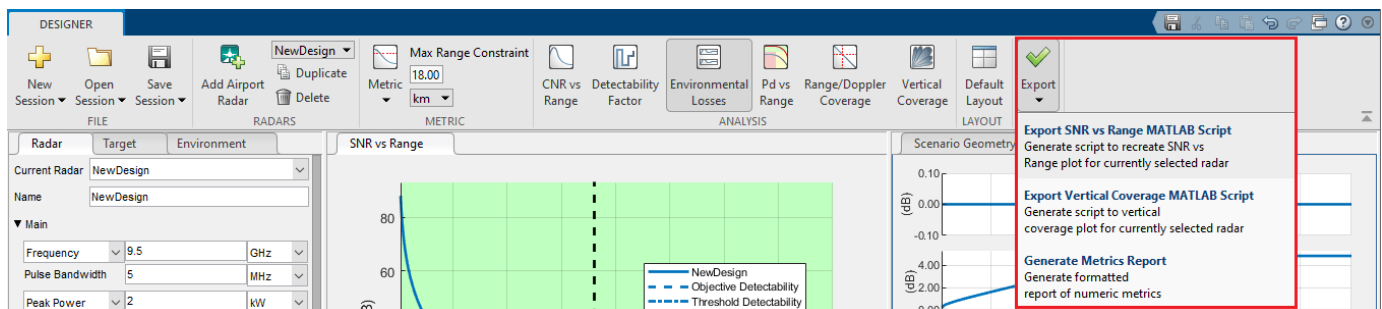 DESIGNER
New
Session
Open
Session
Save
Session
FILE
Add Airport
Radar
NewDesign
Duplicate
Delete
RADARS
Metric
Max Range Constraint
18.00
km
METRIC
CNR vs
Range
Detectability
Factor
Environmental
Losses
Pd vs
Range
Range/Doppler
Coverage
Vertical
Coverage
ANALYSIS
Default
Layout
LAYOUT
Export
Export SNR vs Range MATLAB Script
Generate script to recreate SNR vs
Range plot for currently selected radar
Export Vertical Coverage MATLAB Script
Generate script to vertical
coverage plot for currently selected radar
Generate Metrics Report
Generate formatted
report of numeric metrics
Radar Target Environment
Current Radar NewDesign
Name NewDesign
Main
Frequency 9.5 GHz
Pulse Bandwidth 5 MHz
Peak Power 2 kW
SNR vs Range
80
60
NewDesign
Objective Detectability
Threshold Detectability
Scenario Geometry
0.10
0.00
-0.10
(dB)
4.00
2.00
0.00
(dB)